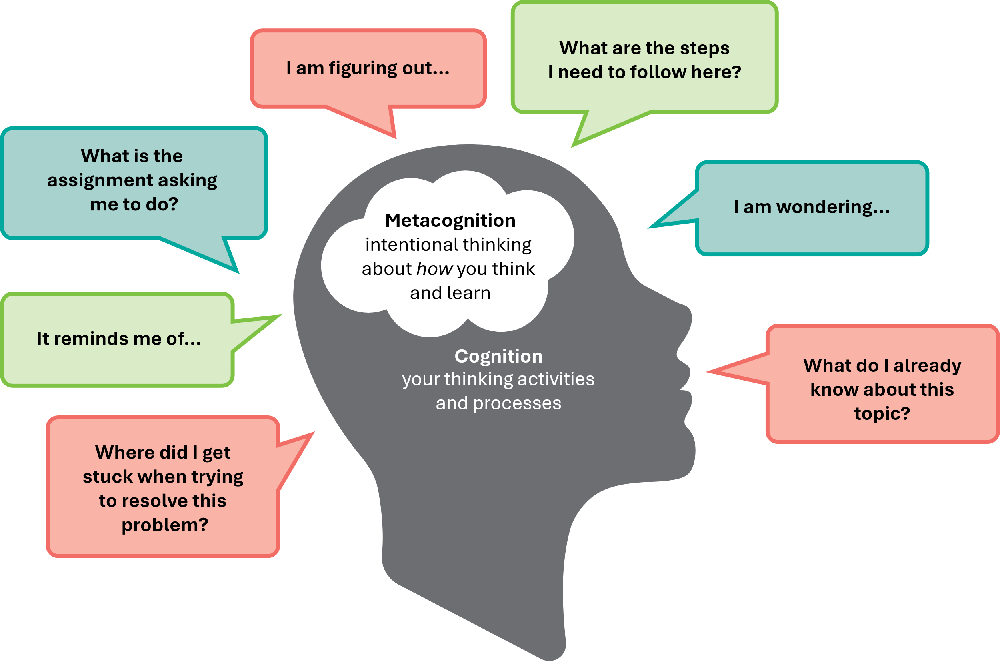 I am figuring out...
What are the steps
I need to follow here?
What is the
assignment asking
me to do?
I am wondering...
Metacognition
intentional thinking
about how you think
and learn
It reminds me of...
Cognition
your thinking activities
and processes
What do I already
know about this
topic?
Where did I get
stuck when trying
to resolve this
problem?